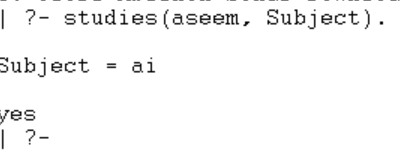 | ?- studies(aseem, Subject).
Subject = ai
yes
| ?-